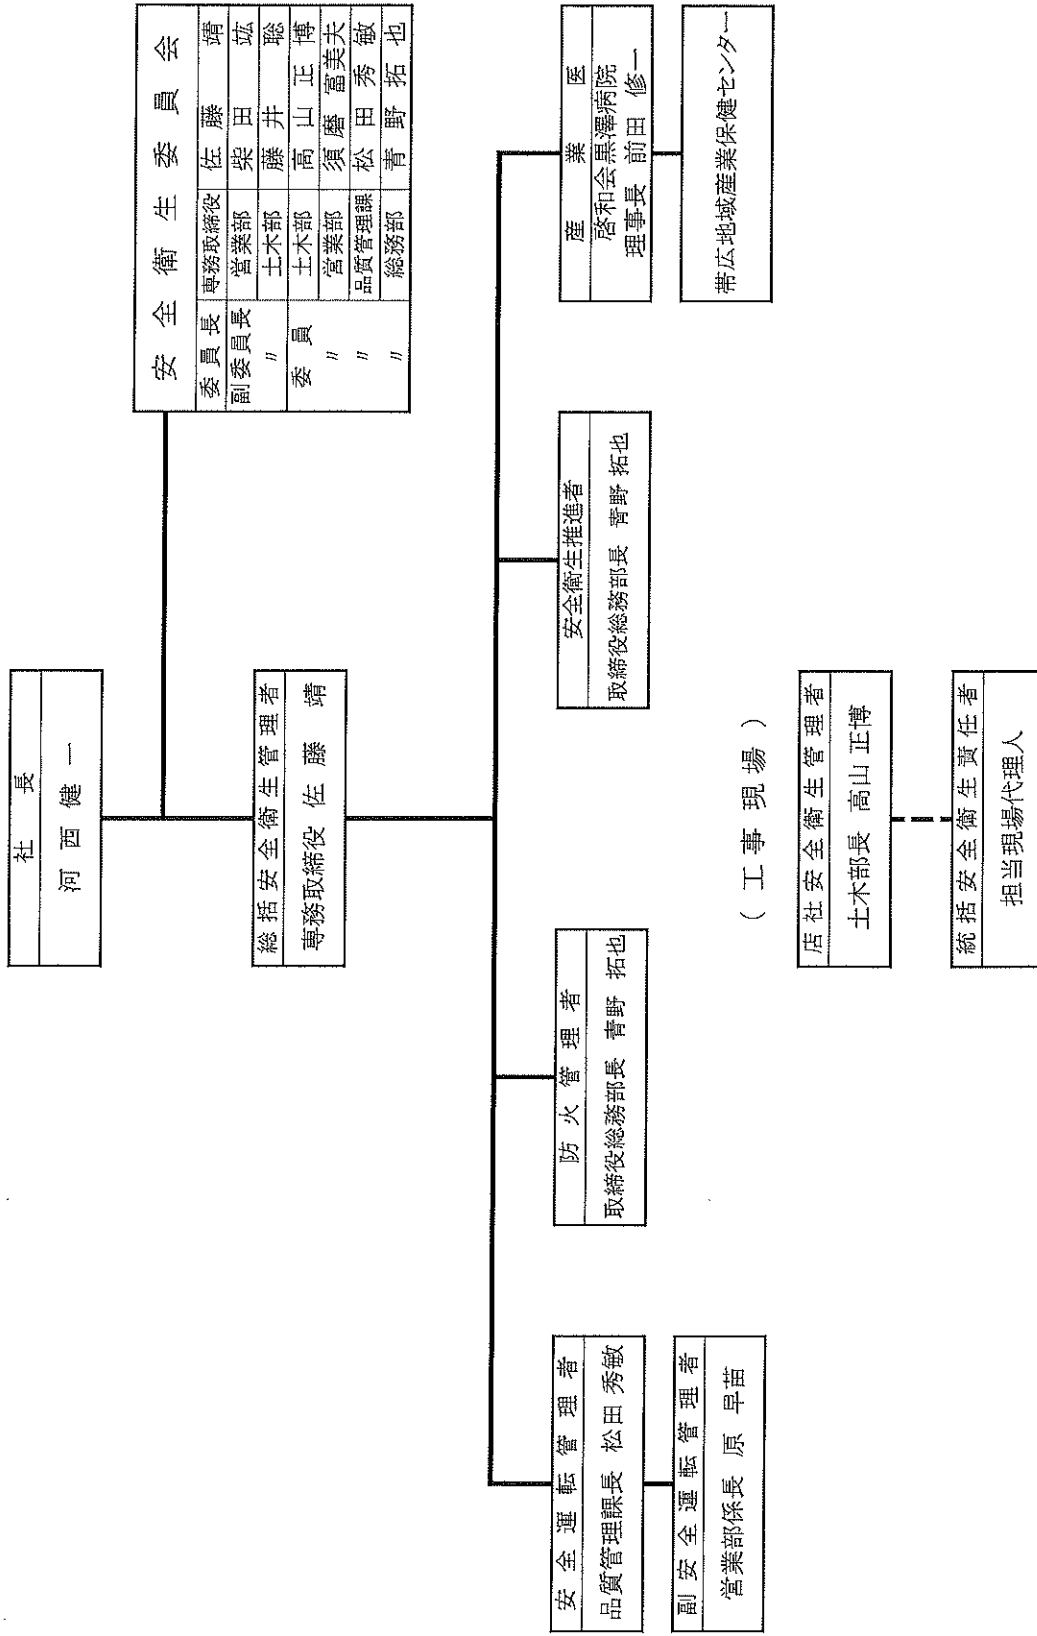 社長
河西健一
安全衛生委員会
委員長 専務取締役 佐藤靖
副委員長 営業部 柴田竑
〃 土木部 藤井聡
委員 土木部 高山正博
〃 営業部 須磨富美夫
〃 品質管理課 松田秀敏
〃 総務部 青野拓也
総括安全衛生管理者
専務取締役 佐藤靖
安全運転管理者
品質管理課長 松田秀敏
副安全運転管理者
営業部係長 原早苗
防火管理者
取締役総務部長 青野拓也
安全衛生推進者
取締役総務部長 青野拓也
産業医
啓和会黒澤病院
理事長 前田修一
帯広地域産業保健センター
(工事現場)
店社安全衛生管理者
土木部長 高山正博
統括安全衛生責任者
担当現場代理人